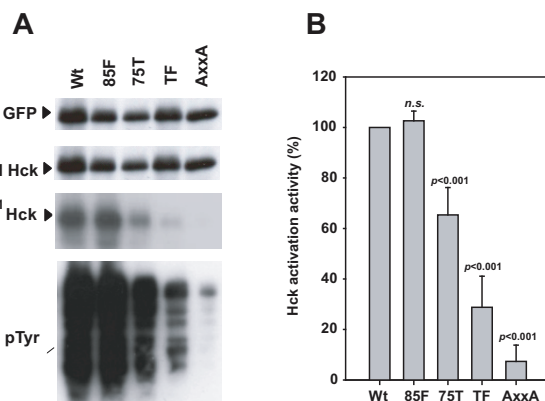 A
Wt 85F 75T TF AxxA
GFP
Hck
Hck
pTyr
B
Hck activation activity (%)
120
100
80
60
40
20
0
n.s.
p<0.001
p<0.001
p<0.001
Wt 85F 75T TF AxxA